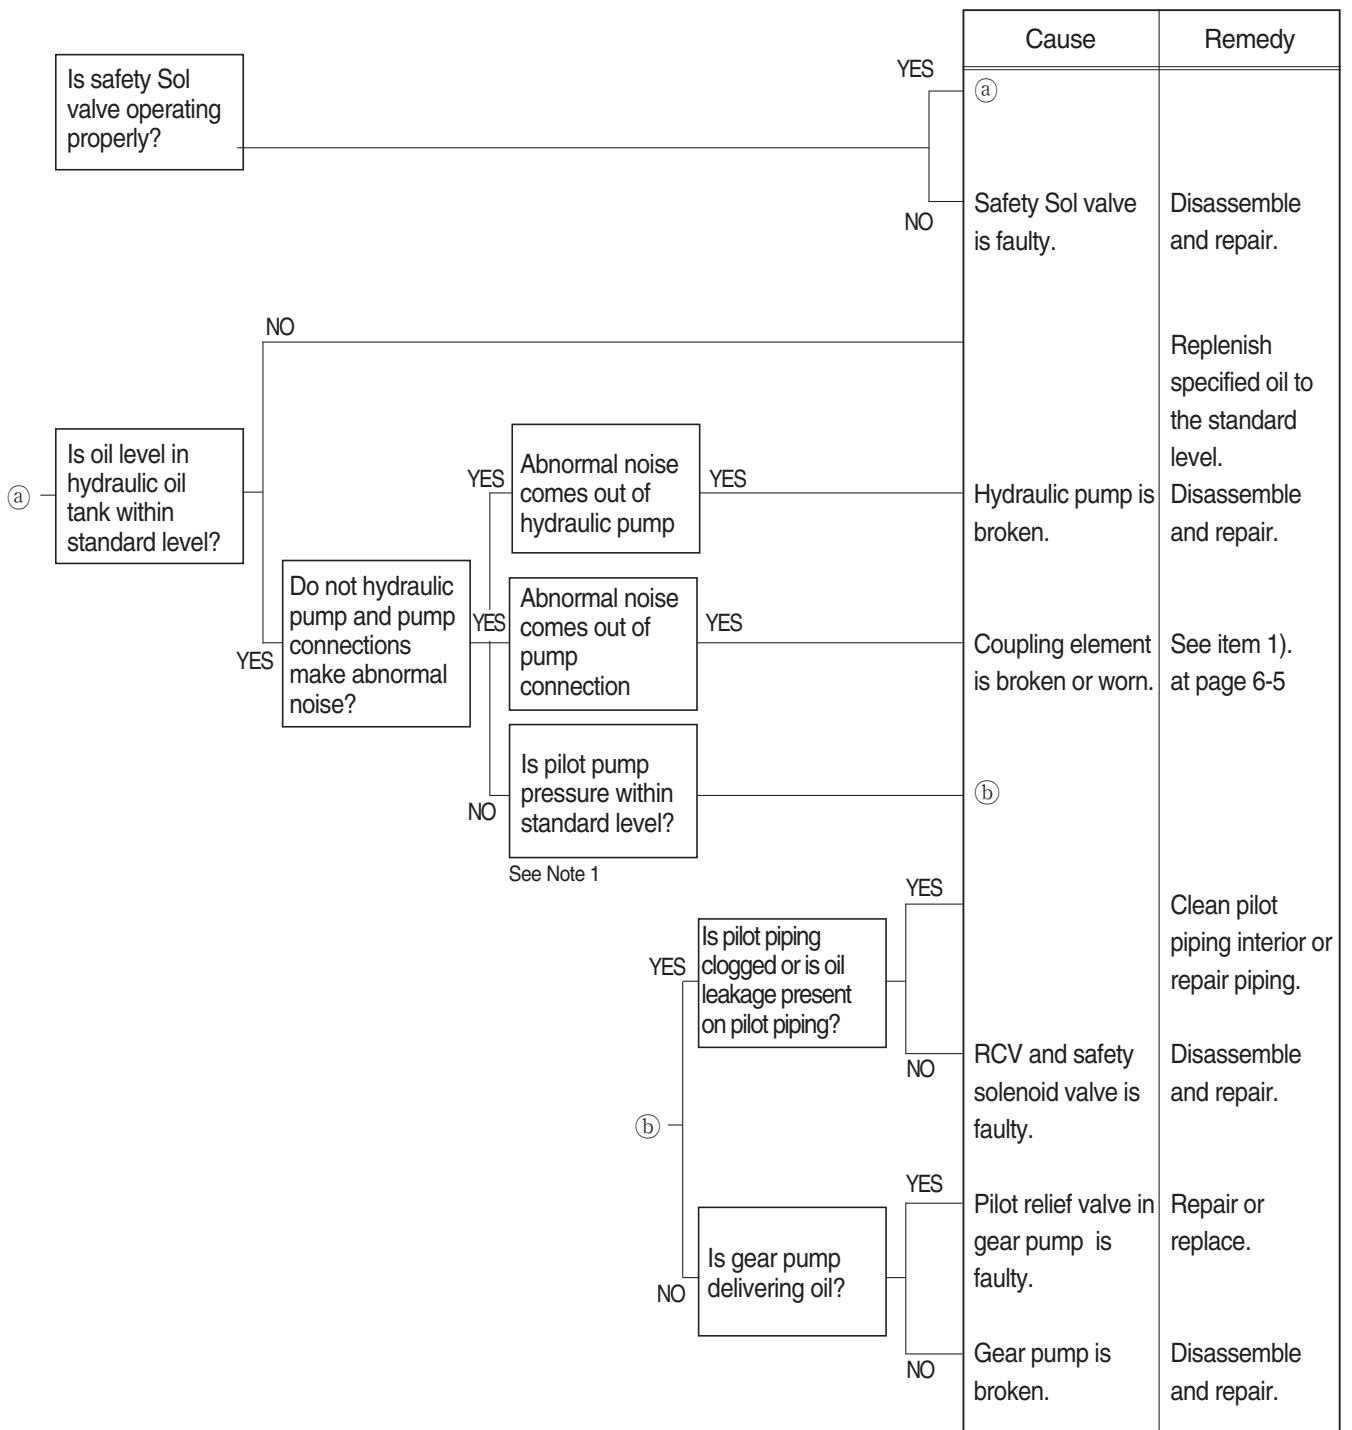 Cause
Remedy
Is safety Sol
valve operating
properly?
YES
ⓐ
NO
Safety Sol valve
is faulty.
Disassemble
and repair.
ⓐ
Is oil level in
hydraulic oil
tank within
standard level?
NO
Replenish
specified oil to
the standard
level.
YES
Do not hydraulic
pump and pump
connections
make abnormal
noise?
YES
Abnormal noise
comes out of
hydraulic pump
YES
Hydraulic pump is
broken.
Disassemble
and repair.
YES
Abnormal noise
comes out of
pump
connection
YES
Coupling element
is broken or worn.
See item 1).
at page 6-5
NO
Is pilot pump
pressure within
standard level?
See Note 1
ⓑ
ⓑ
YES
Is pilot piping
clogged or is oil
leakage present
on pilot piping?
YES
Clean pilot
piping interior or
repair piping.
NO
RCV and safety
solenoid valve is
faulty.
Disassemble
and repair.
NO
Is gear pump
delivering oil?
YES
Pilot relief valve in
gear pump is
faulty.
Repair or
replace.
NO
Gear pump is
broken.
Disassemble
and repair.